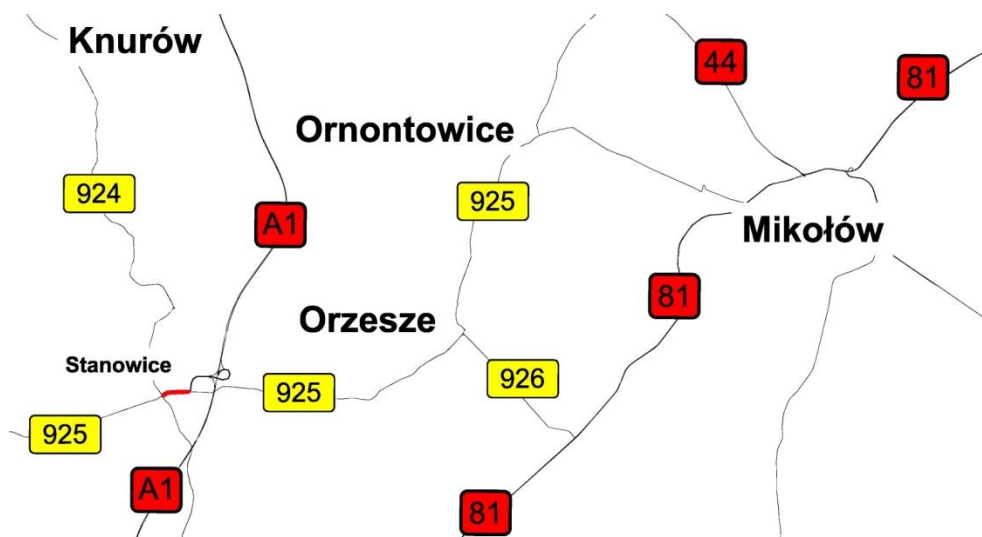 Knurów
44
81
Ornontowice
924
925
A1
Mikołów
81
Orzesze
Stanowice
926
925
925
A1
81